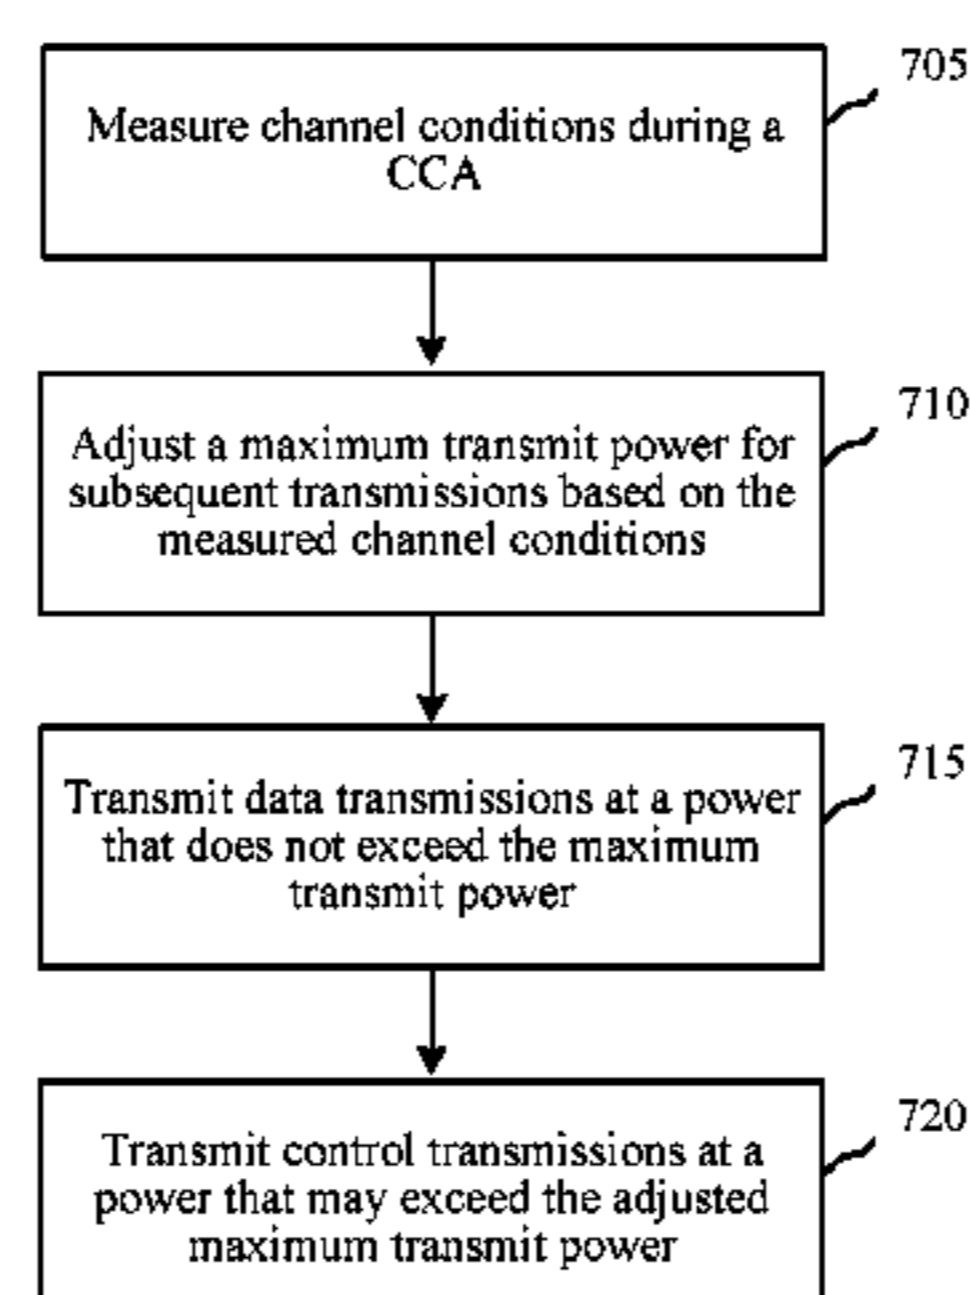 705
Measure channel conditions during a
CCA
710
Adjust a maximum transmit power for
subsequent transmissions based on the
measured channel conditions
715
Transmit data transmissions at a power
that does not exceed the maximum
transmit power
720
Transmit control transmissions at a
power that may exceed the adjusted
maximum transmit power